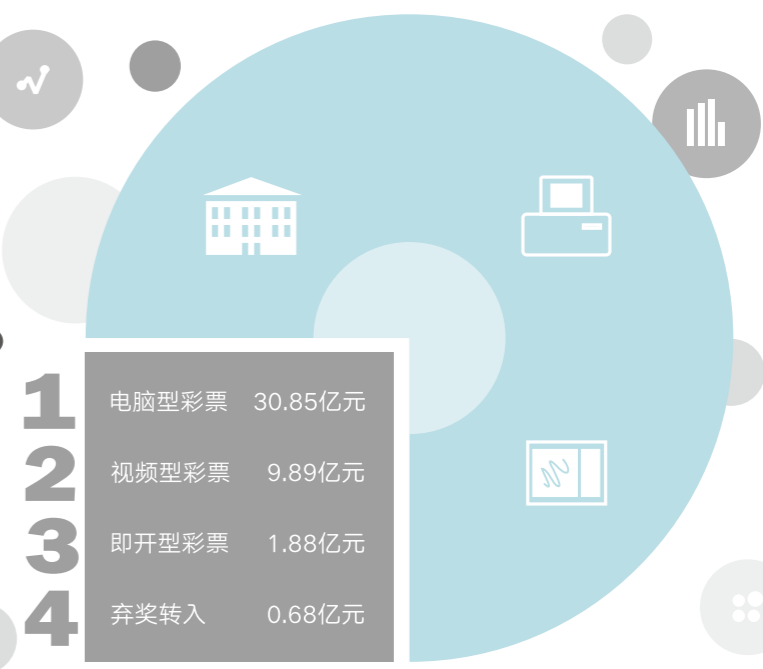 1 电脑型彩票 30.85亿元
2 视频型彩票 9.89亿元
3 即开型彩票 1.88亿元
4 弃奖转入 0.68亿元